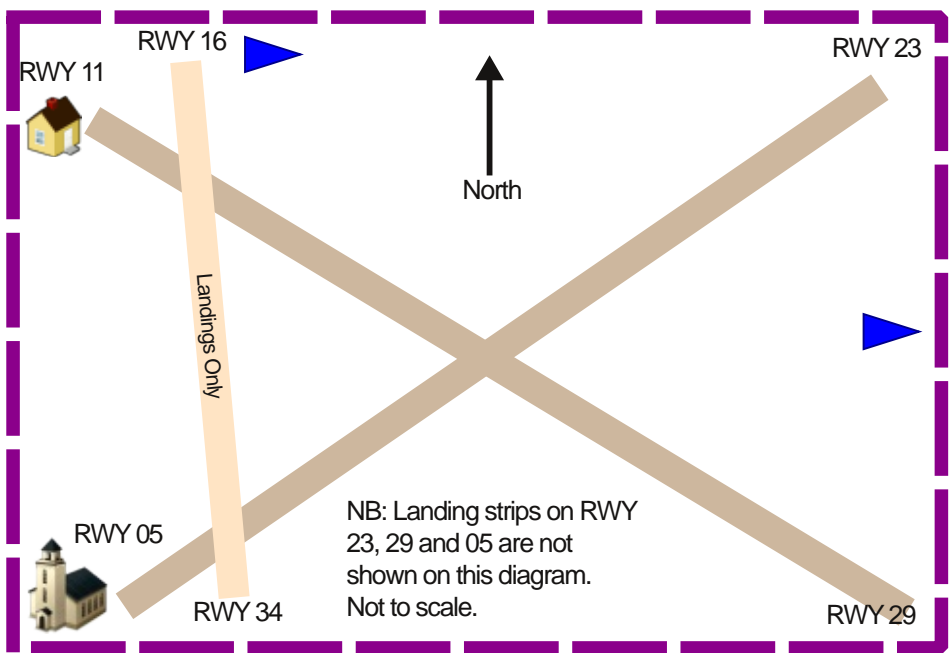 RWY 16
RWY 23
RWY 11
North
Landings Only
NB: Landing strips on RWY
23, 29 and 05 are not
shown on this diagram.
Not to scale.
RWY 05
RWY 34
RWY 29